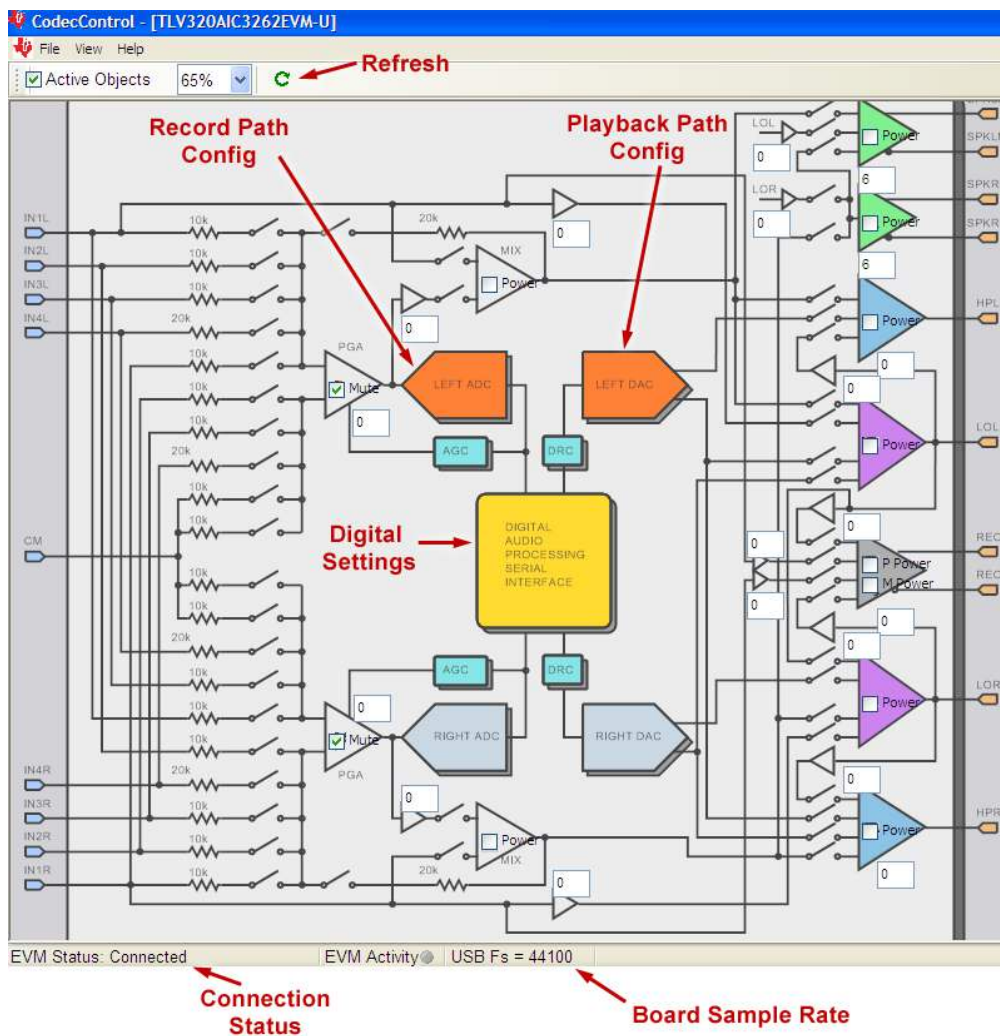 CodecControl - [TLV320AIC3262EVM-U]
File View Help
Active Objects 65%
Refresh
Record Path
Config
Playback Path
Config
LOL
Power
SPKL
0
6
LOR
SPKR
0
Power
SPKR
6
IN1L
10k
20k
0
MIX
IN2L
10k
Power
IN3L
10k
0
Power
HPL
IN4L
20k
PGA
10k
Mute
LEFT ADC
LEFT DAC
0
0
10k
0
10k
AGC
DRC
LOL
20k
10k
Digital
Settings
DIGITAL
AUDIO
PROCESSING
SERIAL
INTERFACE
0
0
CM
10k
REC
P Power
10k
M Power
REC
0
10k
0
20k
0
10k
AGC
DRC
10k
0
Power
LOR
10k
Mute
RIGHT ADC
RIGHT DAC
10k
PGA
0
IN4R
20k
0
IN3R
10k
HPR
IN2R
10k
Power
Power
MIX
IN1R
10k
20k
0
0
EVM Status: Connected EVM Activity USB Fs = 44100
Connection
Status
Board Sample Rate